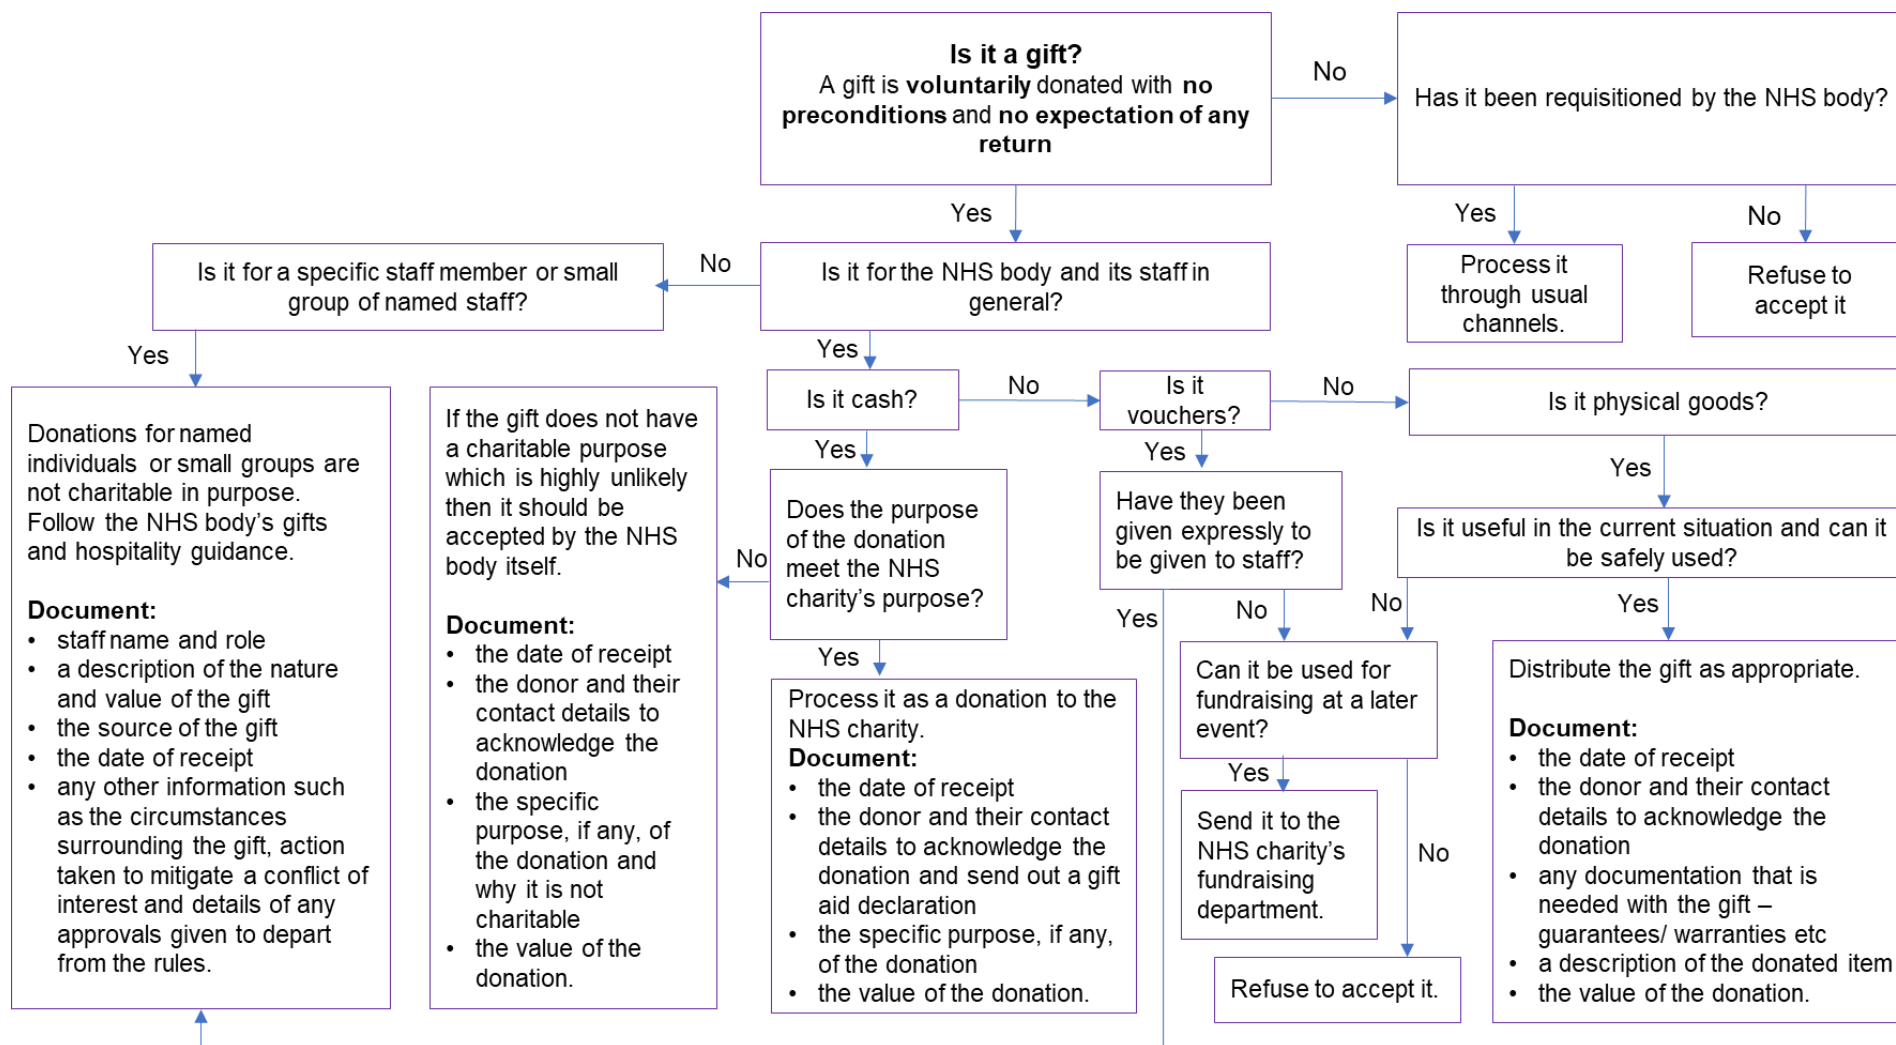 Is it a gift?
A gift is voluntarily donated with no
preconditions and no expectation of any
return
No
Has it been requisitioned by the NHS body?
Yes
Yes
No
Process it
through usual
channels.
Refuse to
accept it
Is it for the NHS body and its staff in
general?
No
Is it for a specific staff member or small
group of named staff?
Yes
Donations for named
individuals or small groups are
not charitable in purpose.
Follow the NHS body's gifts
and hospitality guidance.
Document:
• staff name and role
• a description of the nature
and value of the gift
• the source of the gift
• the date of receipt
• any other information such
as the circumstances
surrounding the gift, action
taken to mitigate a conflict of
interest and details of any
approvals given to depart
from the rules.
Yes
Is it cash?
No
Is it
vouchers?
No
Is it physical goods?
Yes
Does the purpose
of the donation
meet the NHS
charity's purpose?
No
If the gift does not have
a charitable purpose
which is highly unlikely
then it should be
accepted by the NHS
body itself.
Document:
• the date of receipt
• the donor and their
contact details to
acknowledge the
donation
• the specific
purpose, if any, of
the donation and
why it is not
charitable
• the value of the
donation.
Yes
Process it as a donation to the
NHS charity.
Document:
• the date of receipt
• the donor and their contact
details to acknowledge the
donation and send out a gift
aid declaration
• the specific purpose, if any,
of the donation
• the value of the donation.
Yes
Have they been
given expressly to
be given to staff?
Yes
No
Yes
Is it useful in the current situation and can it
be safely used?
No
Yes
Can it be used for
fundraising at a later
event?
Yes
No
Send it to the
NHS charity's
fundraising
department.
Refuse to accept it.
Distribute the gift as appropriate.
Document:
• the date of receipt
• the donor and their contact
details to acknowledge the
donation
• any documentation that is
needed with the gift –
guarantees/ warranties etc
• a description of the donated item
• the value of the donation.